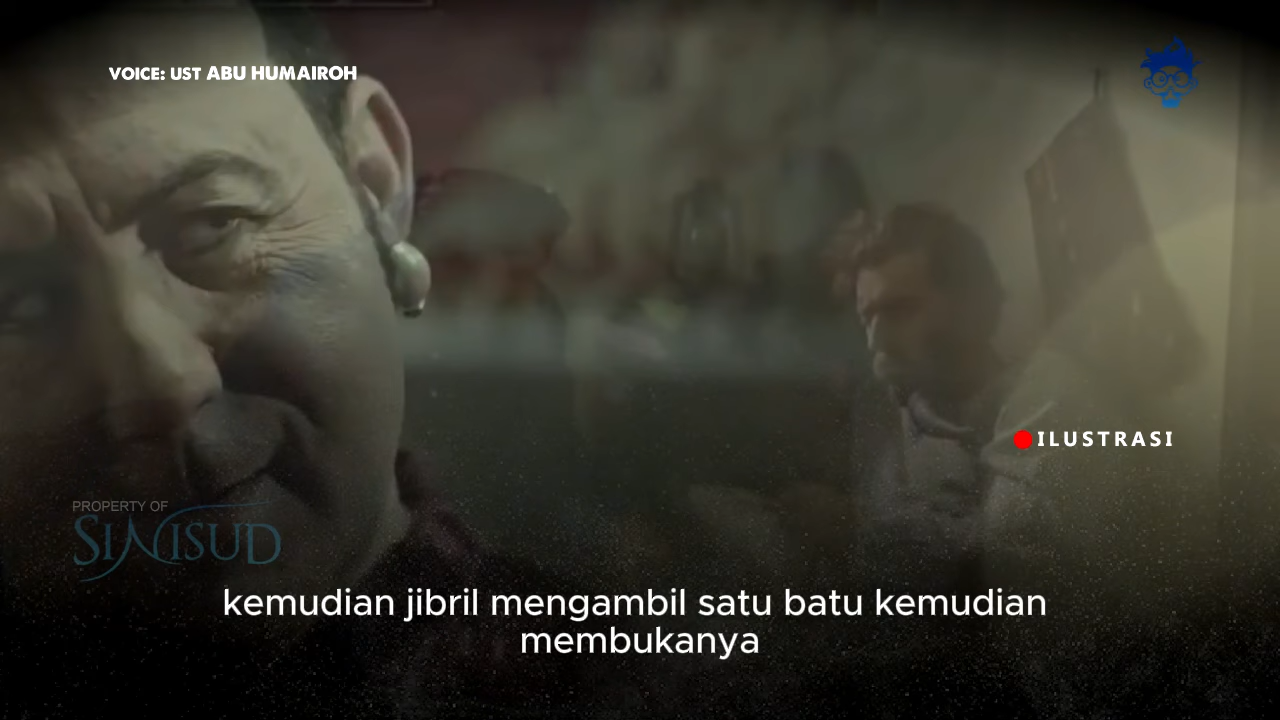 VOICE: UST ABU HUMAIROH
ILUSTRASI
PROPERTY OF
SINISUD
kemudian jibril mengambil satu batu kemudian
membukanya